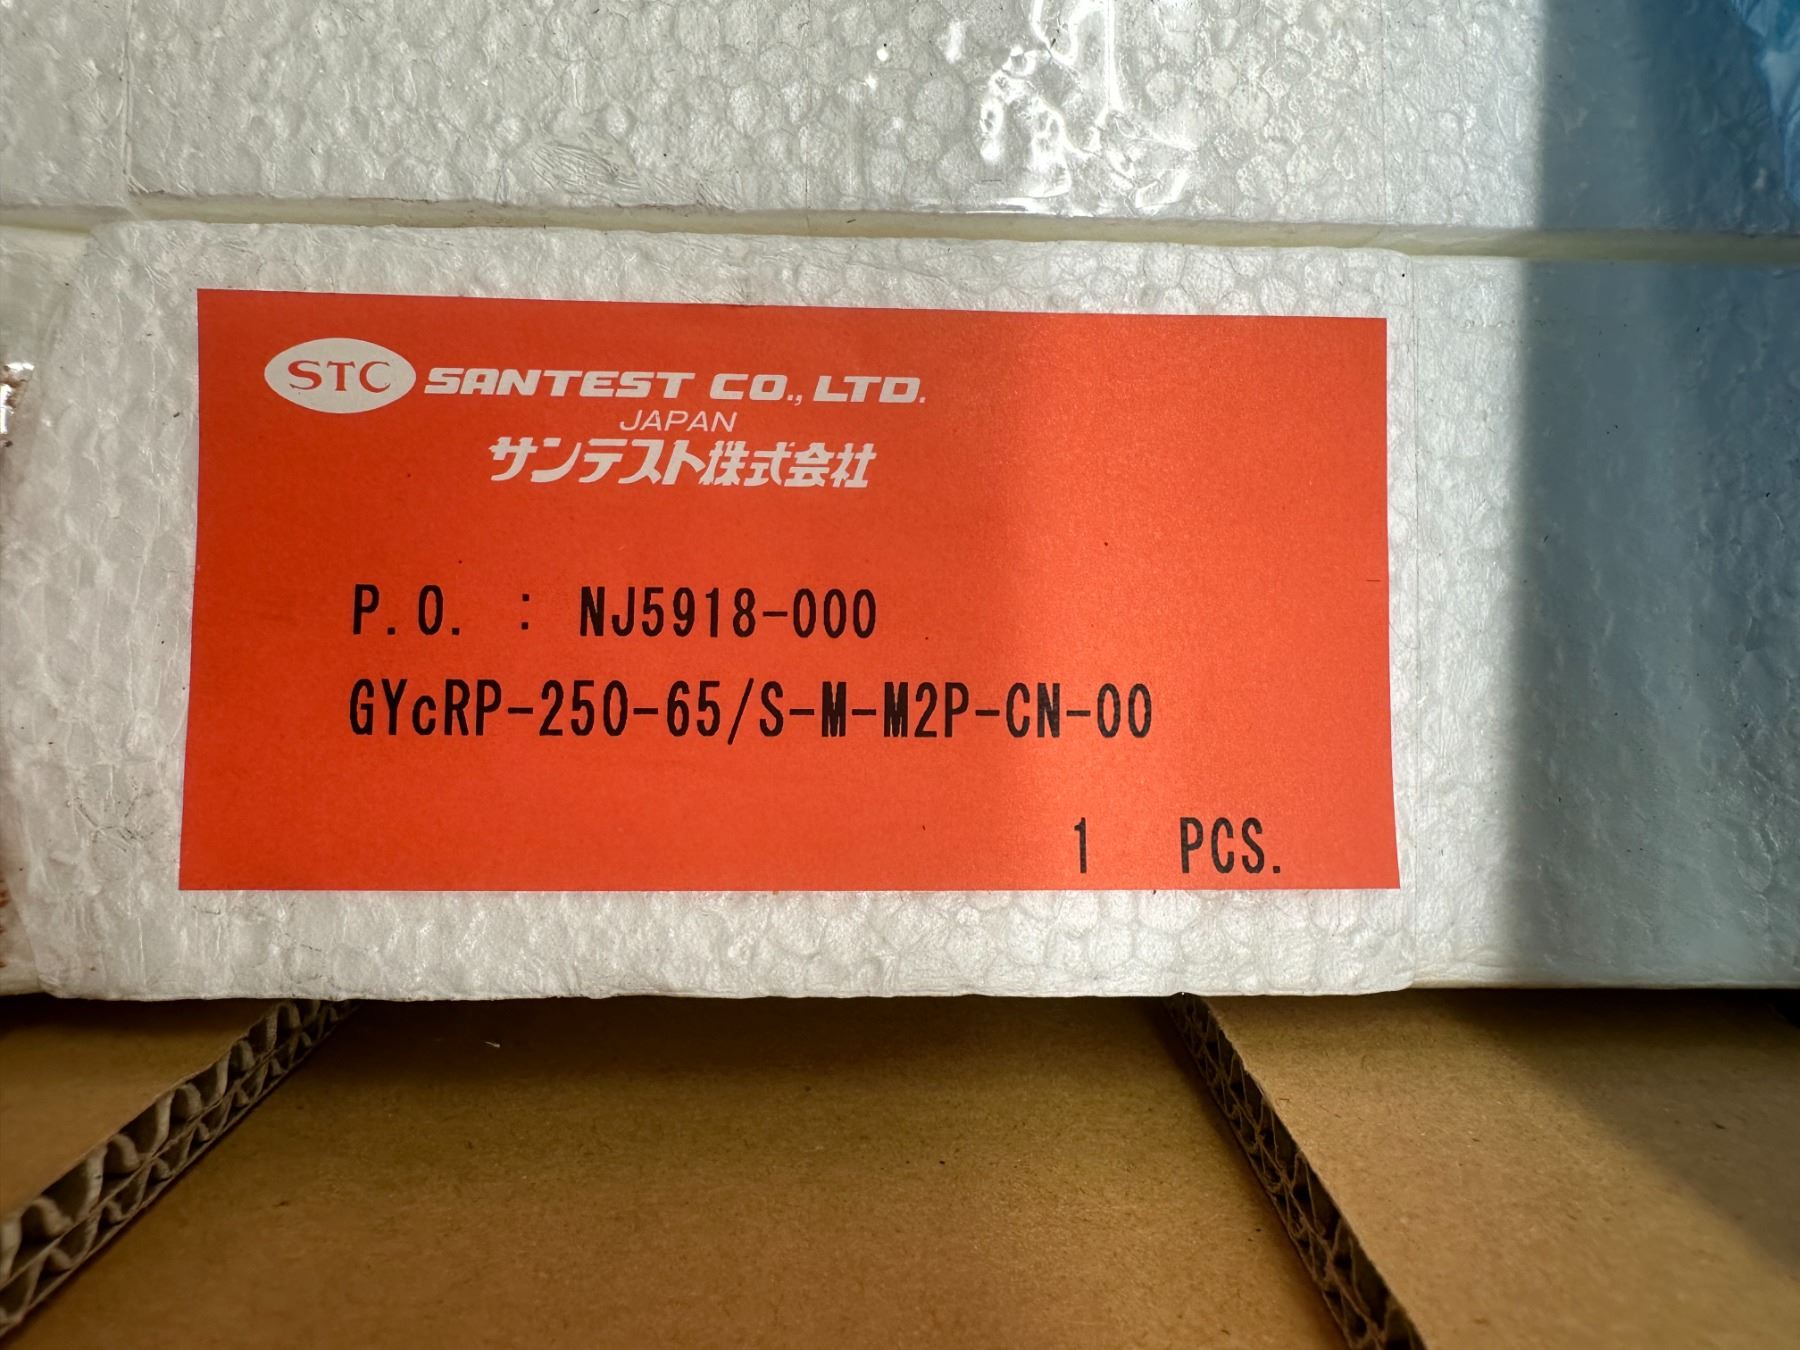 STC SANTEST CO., LTD.
JAPAN
サンテスト株式会社
P.O. : NJ5918-000
GYcRP-250-65/S-M-M2P-CN-00
1 PCS.